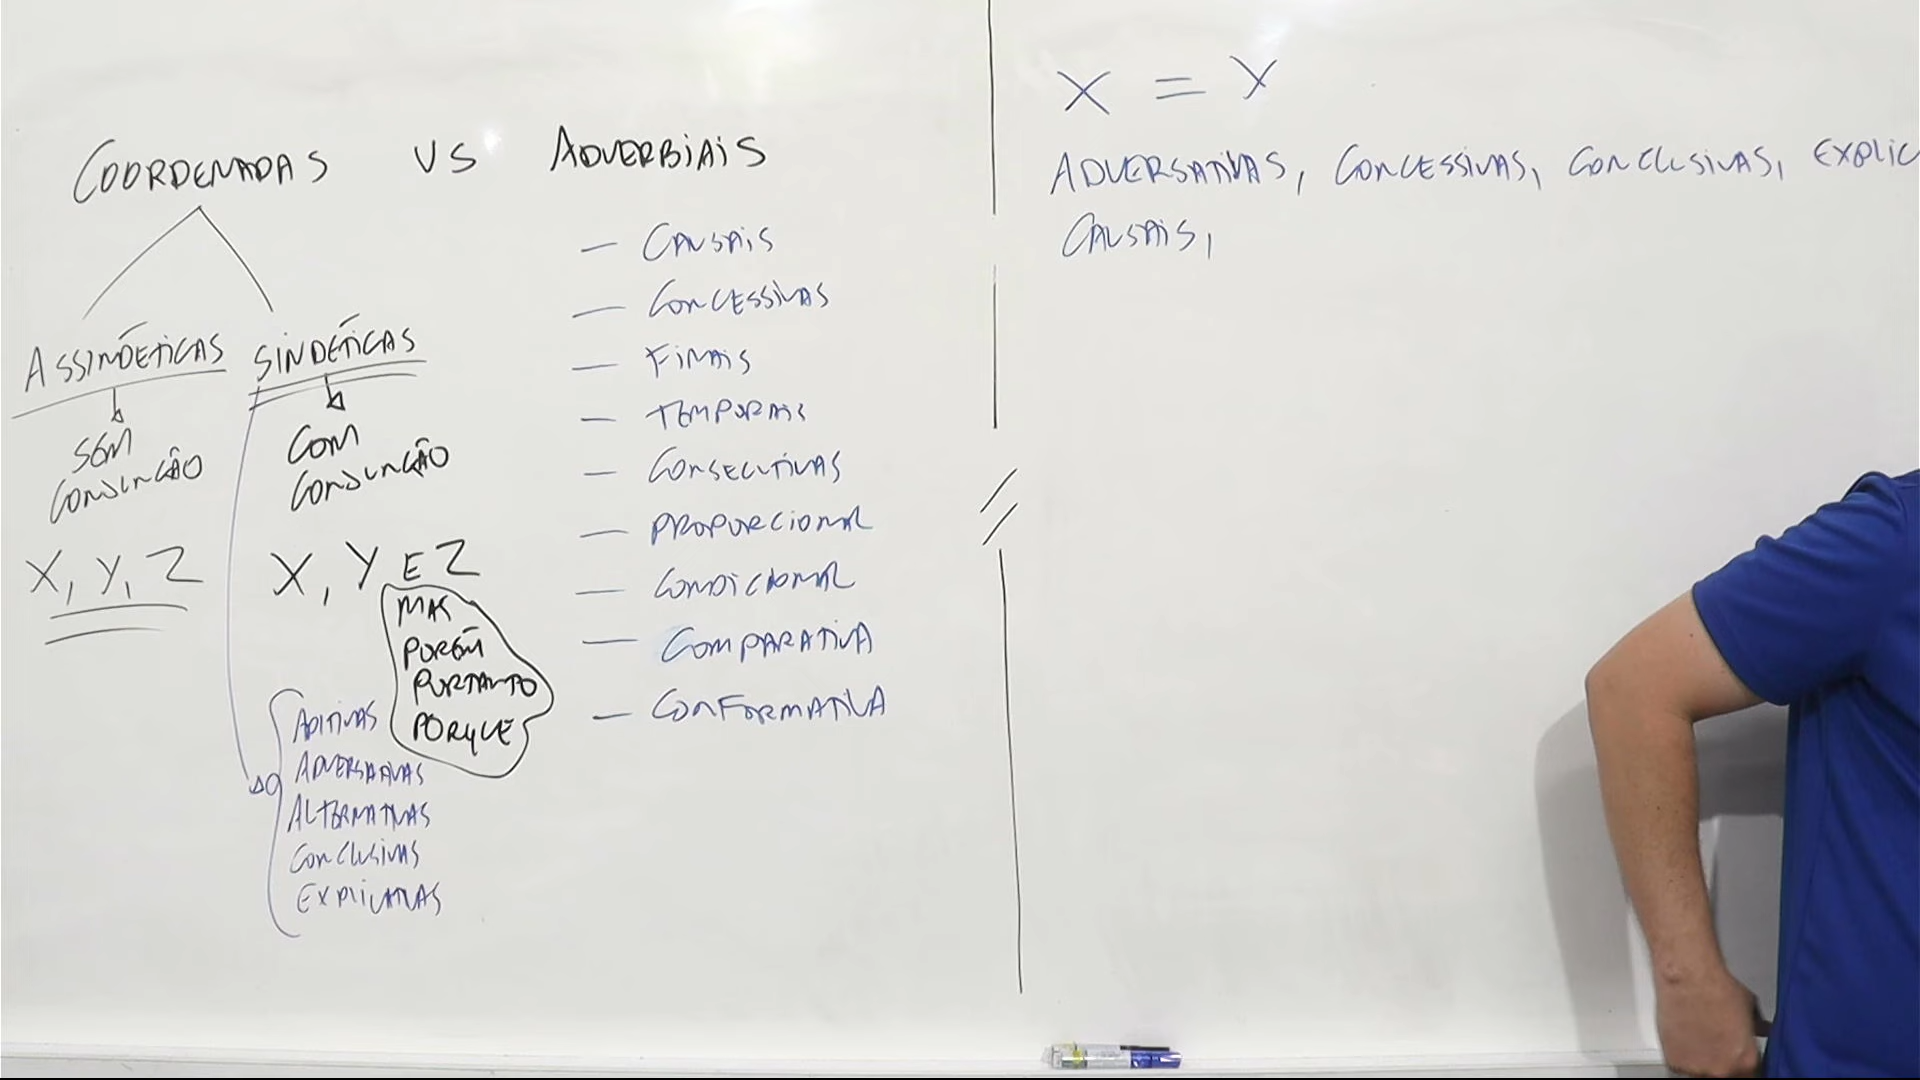 COORDENADAS VS ADVERBIAIS
ASSINDÉTICAS
SEM
CONJUNÇÃO
X, Y, Z
SINDÉTICAS
COM
CONJUNÇÃO
X, Y E Z
MAS
PORÉM
PORTANTO
PORQUE
ADITIVAS
ADVERSATIVAS
ALTERNATIVAS
CONCLUSIVAS
EXPLICATIVAS
— CAUSAIS
— CONCESSIVAS
— FINAIS
— TEMPORAIS
— CONSECUTIVAS
— PROPORCIONAL
— CONDICIONAL
— COMPARATIVA
— CONFORMATIVA
X = Y
ADVERSATIVAS, CONCESSIVAS, CONCLUSIVAS, EXPLIC
CAUSAIS,